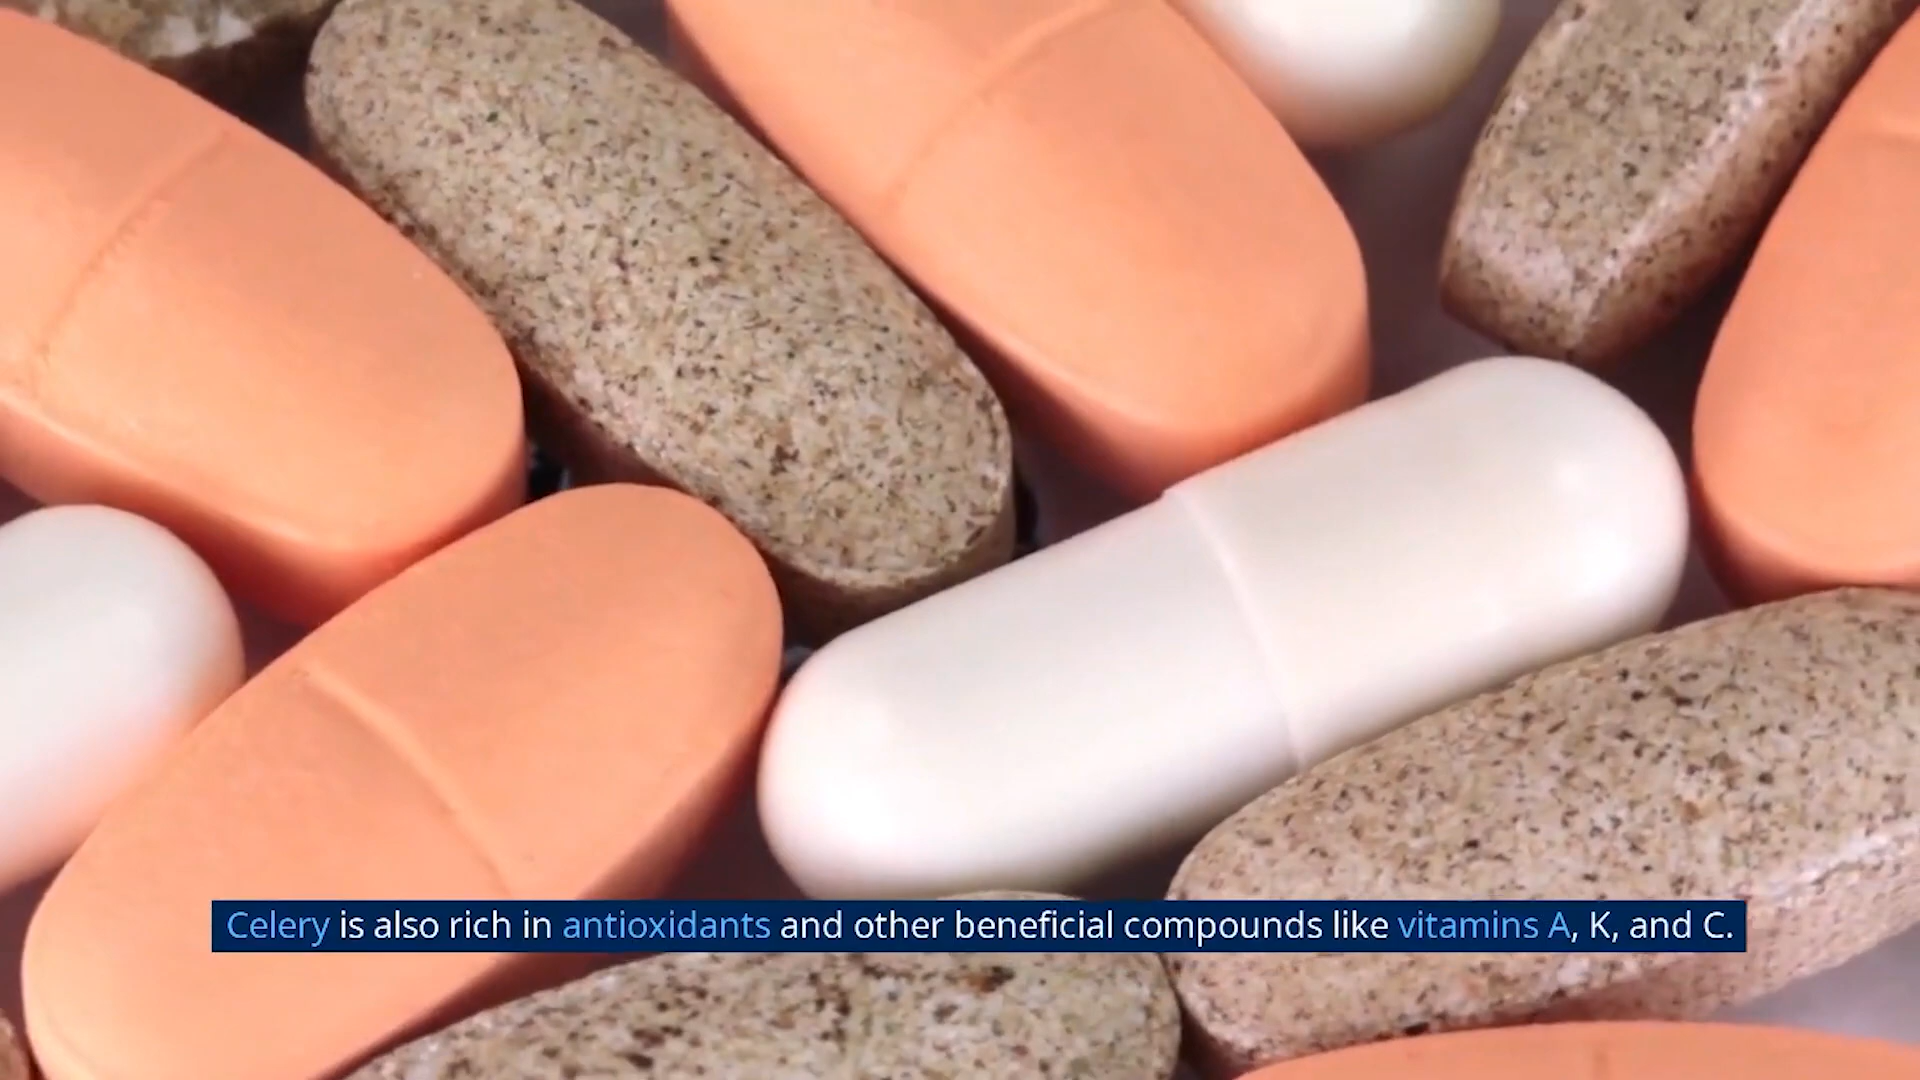 Celery is also rich in antioxidants and other beneficial compounds like vitamins A, K, and C.